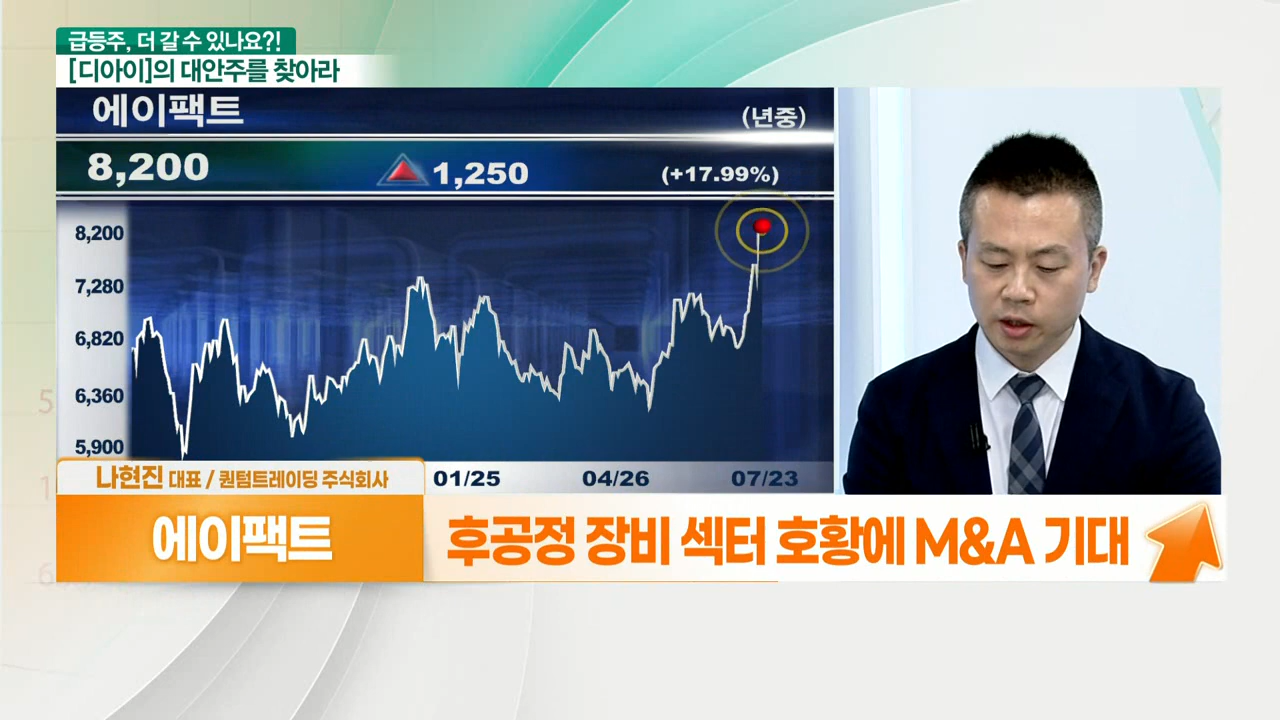 급등주, 더 갈 수 있나요?!
[디아이]의 대안주를 찾아라
에이팩트
(년중)
8,200
1,250
(+17.99%)
8,200
7,280
6,820
6,360
5,900
01/25
04/26
07/23
나현진 대표 / 퀀텀트레이딩 주식회사
에이팩트
후공정 장비 섹터 호황에 M&A 기대